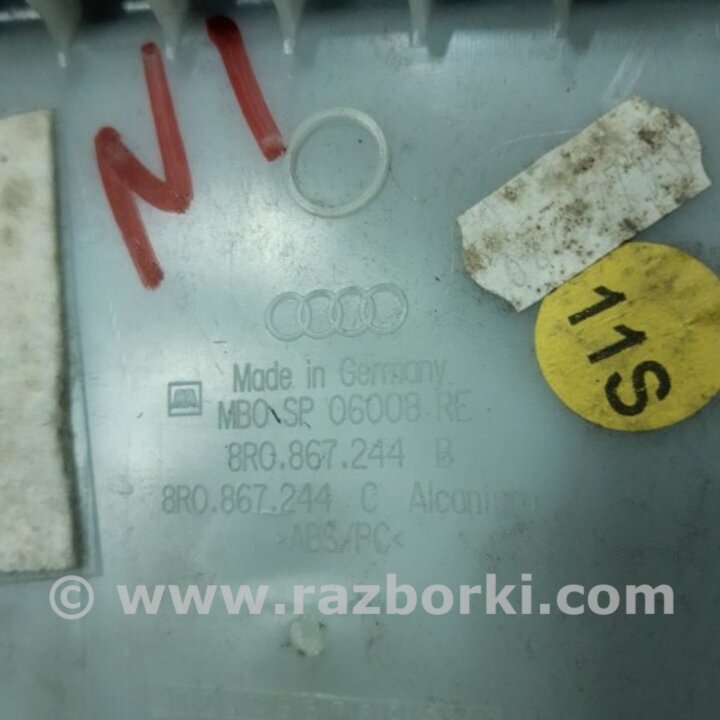 N1
11S
Made in Germany
MBO SP 06008 RE
8R0.867.244 B
8R0.867.244 C Alcantara
>ABS/PC<
© www.razborki.com